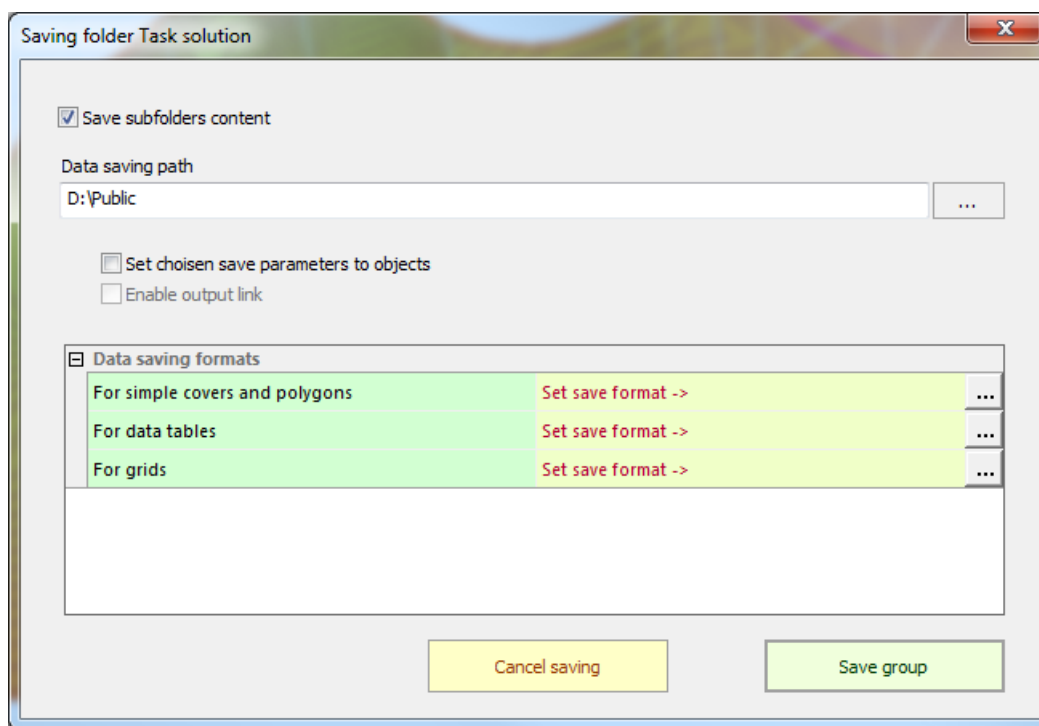 Saving folder Task solution
Save subfolders content
Data saving path
D:\Public
...
Set choisen save parameters to objects
Enable output link
Data saving formats
For simple covers and polygons Set save format -> ...
For data tables Set save format -> ...
For grids Set save format -> ...
Cancel saving Save group